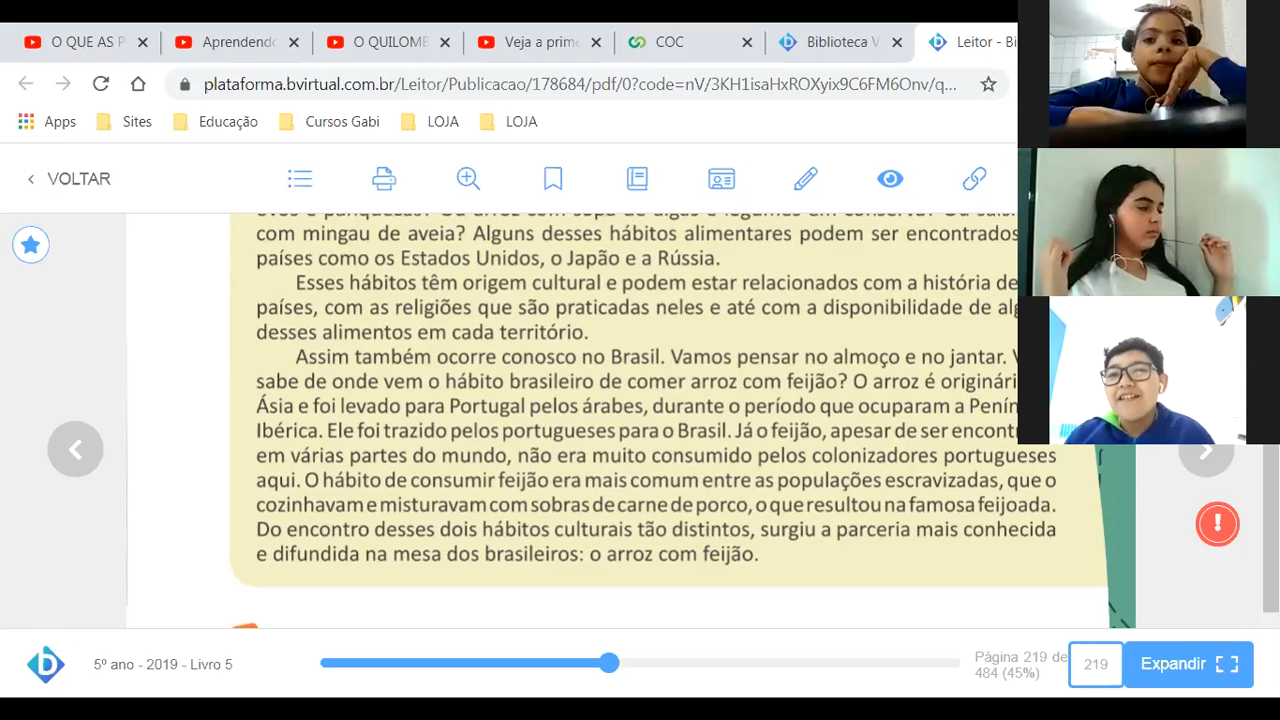 O QUE AS P
Aprendendo
O QUILOMB
Veja a prime
COC
Biblioteca V
Leitor - Bi
plataforma.bvirtual.com.br/Leitor/Publicacao/178684/pdf/0?code=nV/3KH1isaHxROXyix9C6FM6Onv/q...
Apps
Sites
Educação
Cursos Gabi
LOJA
LOJA
VOLTAR
com mingau de aveia? Alguns desses hábitos alimentares podem ser encontrados
países como os Estados Unidos, o Japão e a Rússia.
Esses hábitos têm origem cultural e podem estar relacionados com a história de
países, com as religiões que são praticadas neles e até com a disponibilidade de alg
desses alimentos em cada território.
Assim também ocorre conosco no Brasil. Vamos pensar no almoço e no jantar. V
sabe de onde vem o hábito brasileiro de comer arroz com feijão? O arroz é originári
Ásia e foi levado para Portugal pelos árabes, durante o período que ocuparam a Penín
Ibérica. Ele foi trazido pelos portugueses para o Brasil. Já o feijão, apesar de ser encont
em várias partes do mundo, não era muito consumido pelos colonizadores portugueses
aqui. O hábito de consumir feijão era mais comum entre as populações escravizadas, que o
cozinhavam e misturavam com sobras de carne de porco, o que resultou na famosa feijoada.
Do encontro desses dois hábitos culturais tão distintos, surgiu a parceria mais conhecida
e difundida na mesa dos brasileiros: o arroz com feijão.
5º ano - 2019 - Livro 5
Página 219 de
484 (45%)
219
Expandir